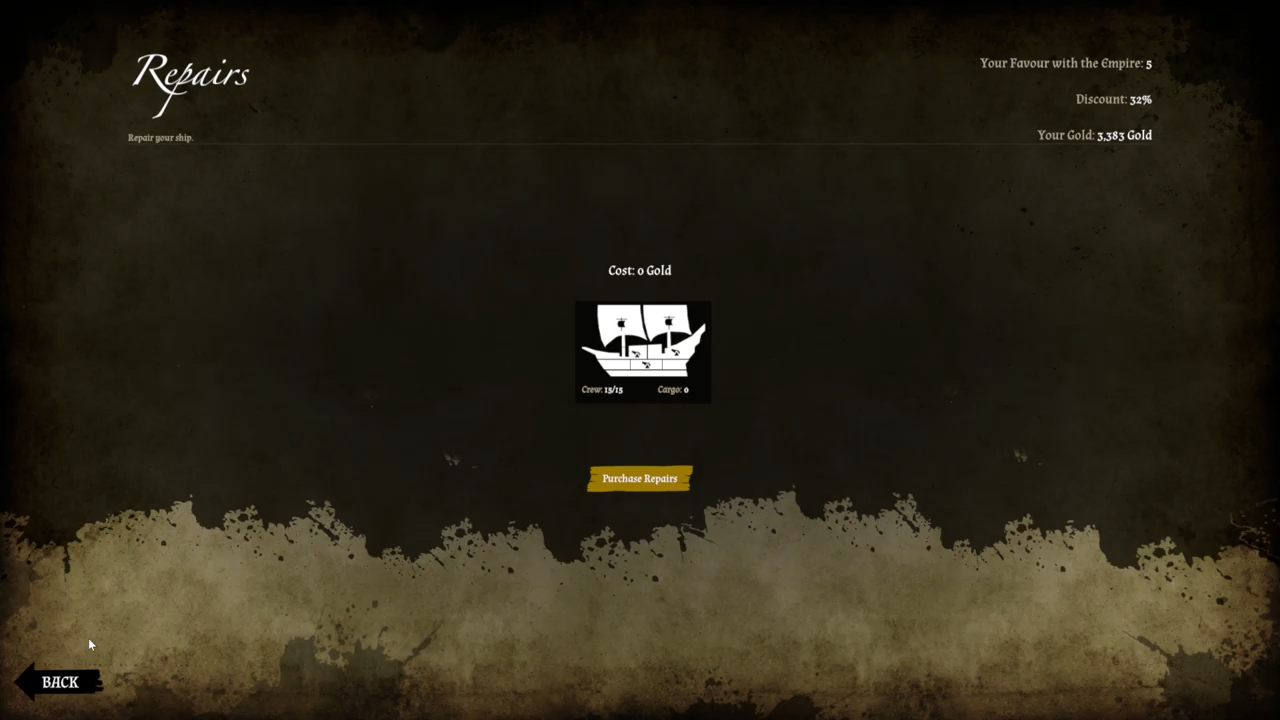 Repairs
Repair your ship.
Your Favour with the Empire: 5
Discount: 32%
Your Gold: 3,383 Gold
Cost: 0 Gold
Crew: 15/15 Cargo: 0
Purchase Repairs
BACK